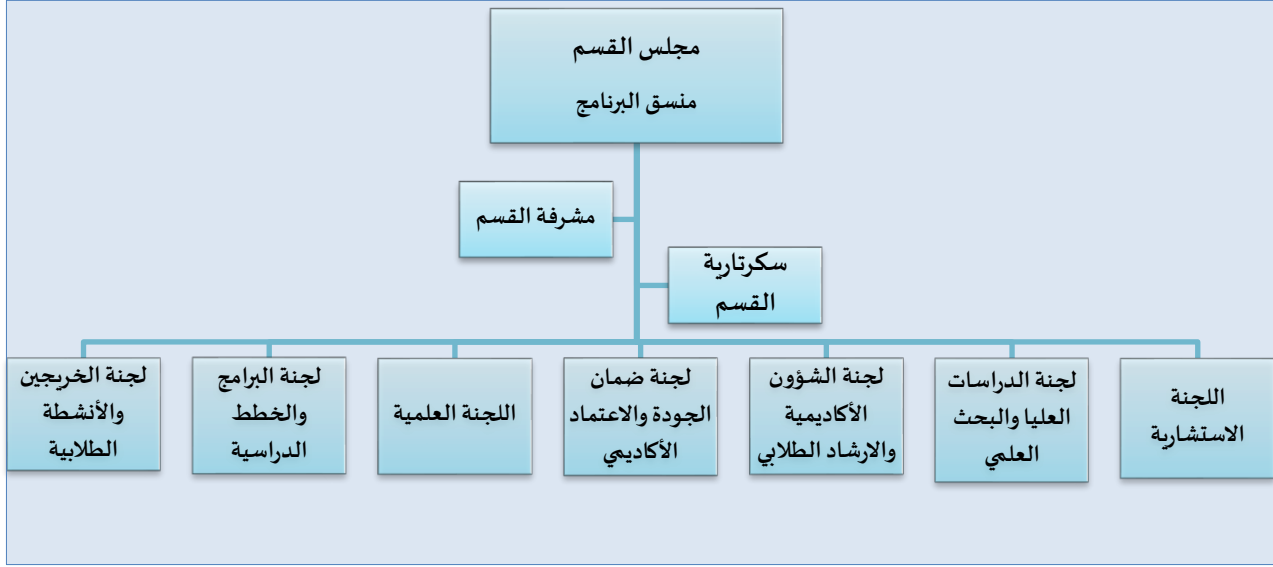 مجلس القسم
منسق البرنامج
مشرفة القسم
سكرتارية
القسم
اللجنة
الاستشارية
لجنة الدراسات
العليا والبحث
العلمي
لجنة الشؤون
الأكاديمية
والارشاد الطلابي
لجنة ضمان
الجودة والاعتماد
الأكاديمي
اللجنة العلمية
لجنة البرامج
والخطط
الدراسية
لجنة الخريجين
والأنشطة
الطلابية